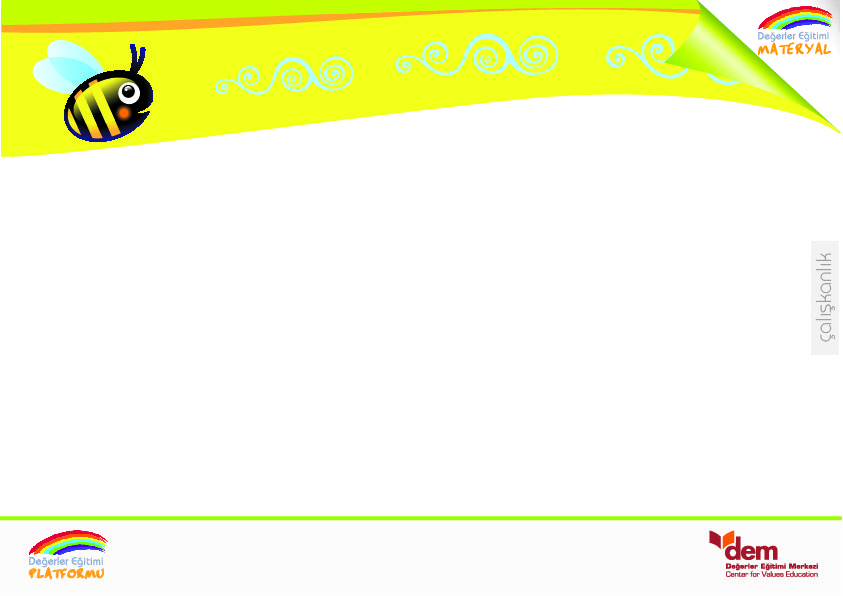 Değerler Eğitimi
MATERYAL
çalışkanlık
Değerler Eğitimi
PLATFORMU
dem
Değerler Eğitimi Merkezi
Center for Values Education